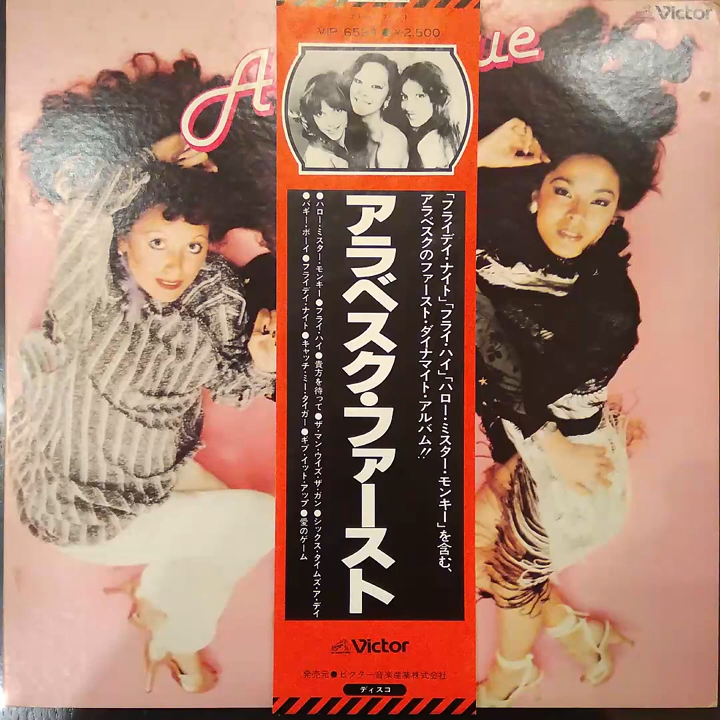 Victor
A
ue
VIP
¥2,500
「フライデイ・ナイト」「フライ・ハイ」「ハロー・ミスター・モンキー」を含む、
アラベスクのファースト・ダイナマイト・アルバム!!
アラベスク・ファースト
●ハロー・ミスター・モンキー●フライ・ハイ●貴方を待って●ザ・マン・ウイズ・ザ・ガン●シックス・タイムズ・ア・デイ
●バギー・ボーイ●フライデイ・ナイト●キャッチ・ミー・タイガー●ギブ・イット・アップ●愛のゲーム
Victor
発売元●ビクター音楽産業株式会社
ディスコ